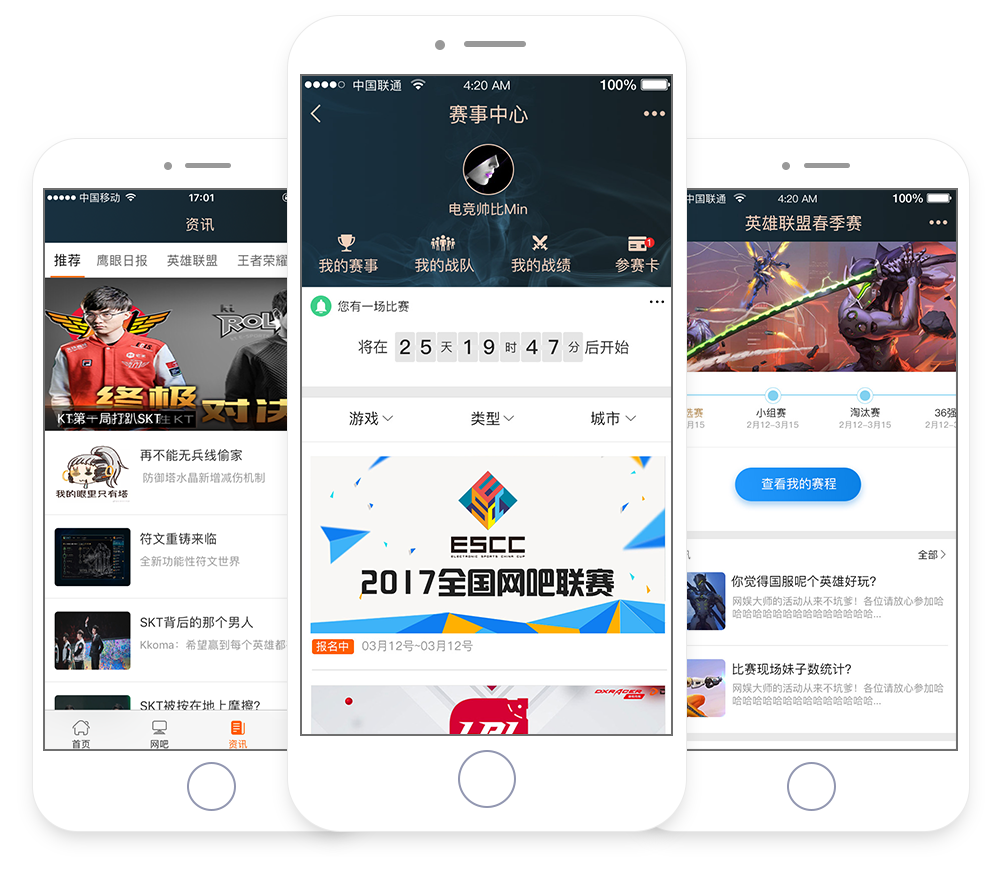 中国移动
17:01
资讯
推荐 鹰眼日报 英雄联盟 王者荣耀
ki
ROL
终极对决
KT第一局打趴SKT
再不能无兵线偷家
防御塔水晶新增减伤机制
我的眼里只有塔
符文重铸来临
全新功能性符文世界
SKT背后的那个男人
Kkoma：希望赢到每个英雄都
SKT被按在地上摩擦?
首页 网吧 资讯
中国联通 4:20 AM 100%
赛事中心
电竞帅比Min
我的赛事 我的战队 我的战绩 参赛卡
1
您有一场比赛
将在 25 天 19 时 47 分 后开始
游戏 类型 城市
ESCC
ELECTRONIC SPORTS CHINA CUP
2017全国网吧联赛
报名中 03月12号~03月12号
DXRACER
LPL
中国联通 4:20 AM 100%
英雄联盟春季赛
选赛 小组赛 淘汰赛 36强
15 2月12-3月15 2月12-3月15 2月12-3
查看我的赛程
全部
你觉得国服呢个英雄好玩?
网娱大师的活动从来不坑爹！各位请放心参加哈
哈哈哈哈哈哈哈哈哈哈哈哈哈哈...
比赛现场妹子数统计?
网娱大师的活动从来不坑爹！各位请放心参加哈
哈哈哈哈哈哈哈哈哈哈哈哈哈哈...